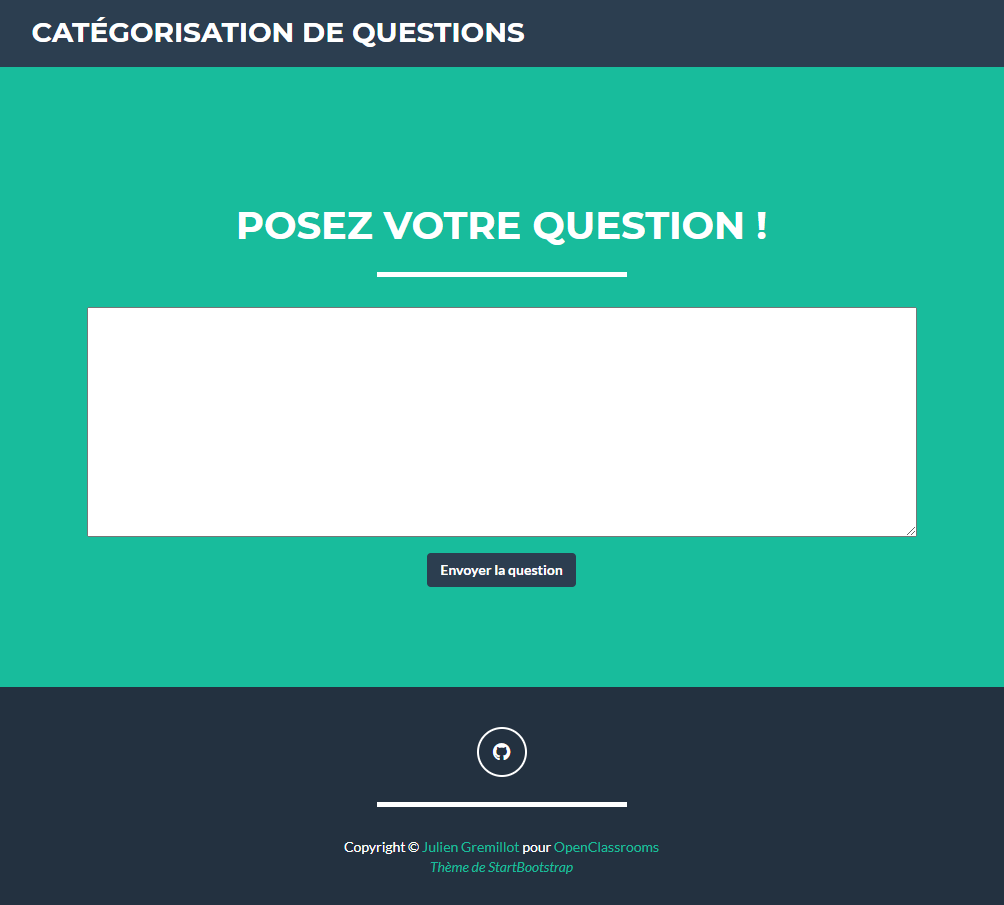 CATÉGORISATION DE QUESTIONS
POSEZ VOTRE QUESTION !
Envoyer la question
Copyright © Julien Gremillot pour OpenClassrooms
Thème de StartBootstrap